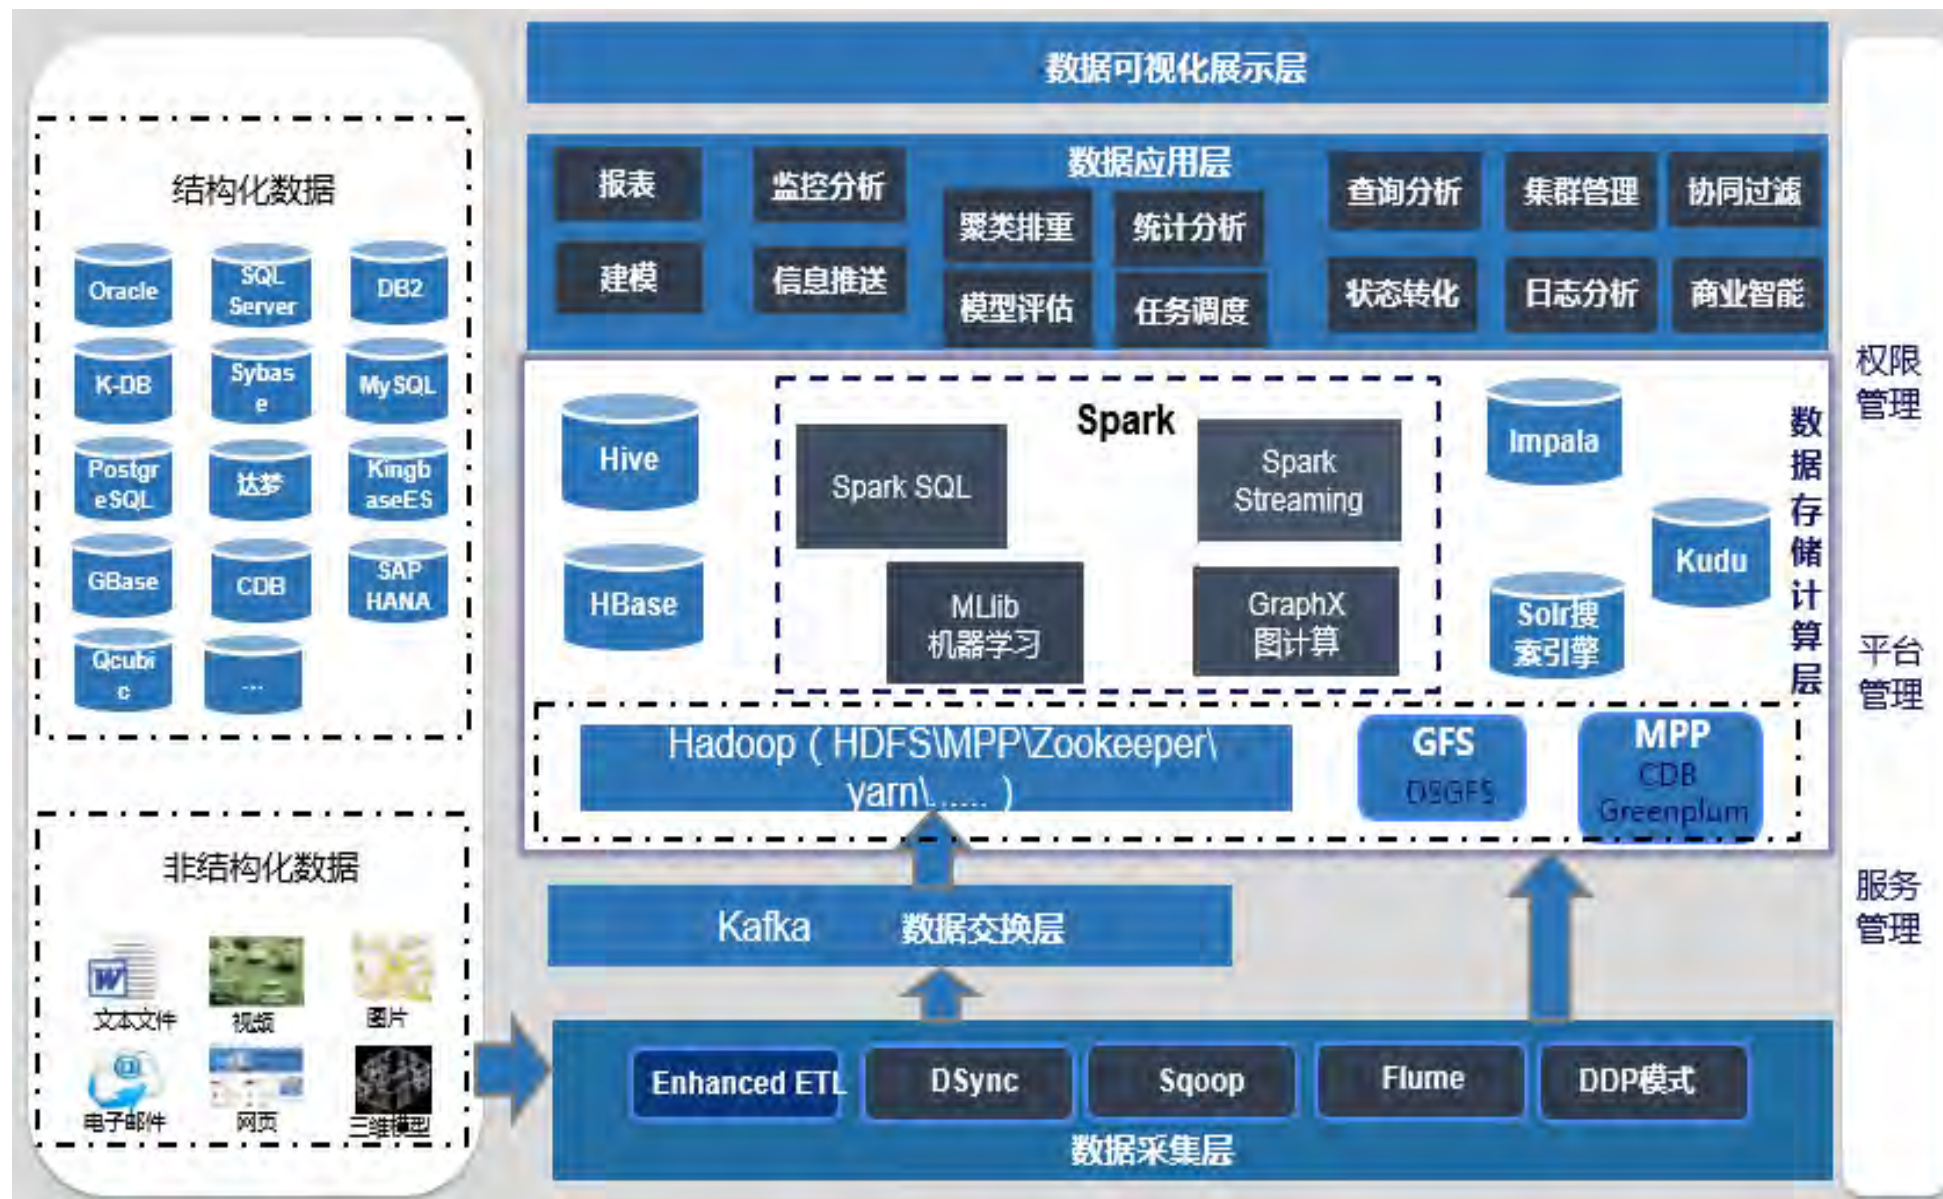 结构化数据
Oracle
SQL
Server
DB2
K-DB
Sybas
e
MySQL
Postgr
eSQL
达梦
Kingb
aseES
GBase
CDB
SAP
HANA
Qcubi
c
...
非结构化数据
文本文件
视频
图片
电子邮件
网页
三维模型
数据可视化展示层
数据应用层
报表
监控分析
聚类排重
统计分析
查询分析
集群管理
协同过滤
建模
信息推送
模型评估
任务调度
状态转化
日志分析
商业智能
Hive
HBase
Spark
Spark SQL
Spark
Streaming
MLlib
机器学习
GraphX
图计算
Impala
Kudu
Solr搜
索引擎
数据存储计算层
Hadoop（HDFS\MPP\Zookeeper\
yarn\......）
GFS
DSGFS
MPP
CDB
Greenplum
Kafka 数据交换层
Enhanced ETL
DSync
Sqoop
Flume
DDP模式
数据采集层
权限
管理
平台
管理
服务
管理